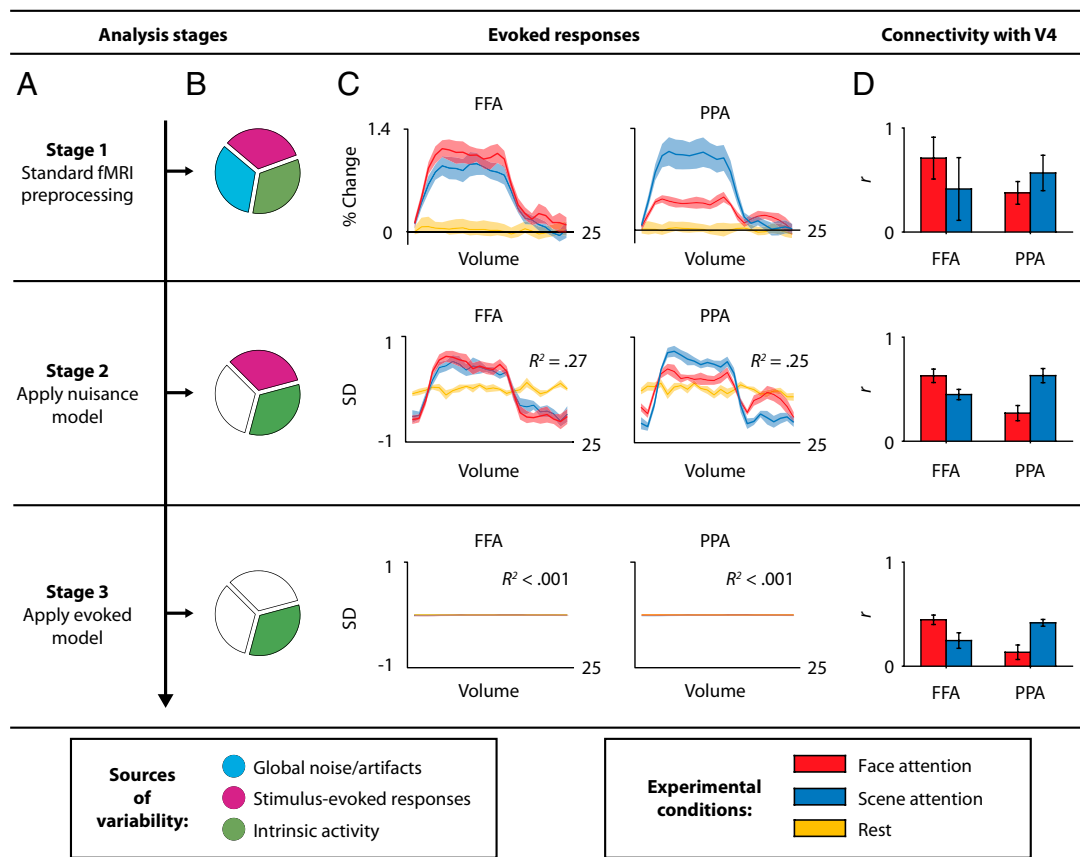 Analysis stages
Evoked responses
Connectivity with V4
A
B
C
D
Stage 1
Standard fMRI
preprocessing
FFA
1.4
% Change
0
25
Volume
PPA
25
Volume
1
r
0
FFA
PPA
Stage 2
Apply nuisance
model
FFA
1
R² = .27
SD
-1
25
Volume
PPA
R² = .25
25
Volume
1
r
0
FFA
PPA
Stage 3
Apply evoked
model
FFA
1
R² < .001
SD
-1
25
Volume
PPA
R² < .001
25
Volume
1
r
0
FFA
PPA
Sources
of
variability:
Global noise/artifacts
Stimulus-evoked responses
Intrinsic activity
Experimental
conditions:
Face attention
Scene attention
Rest